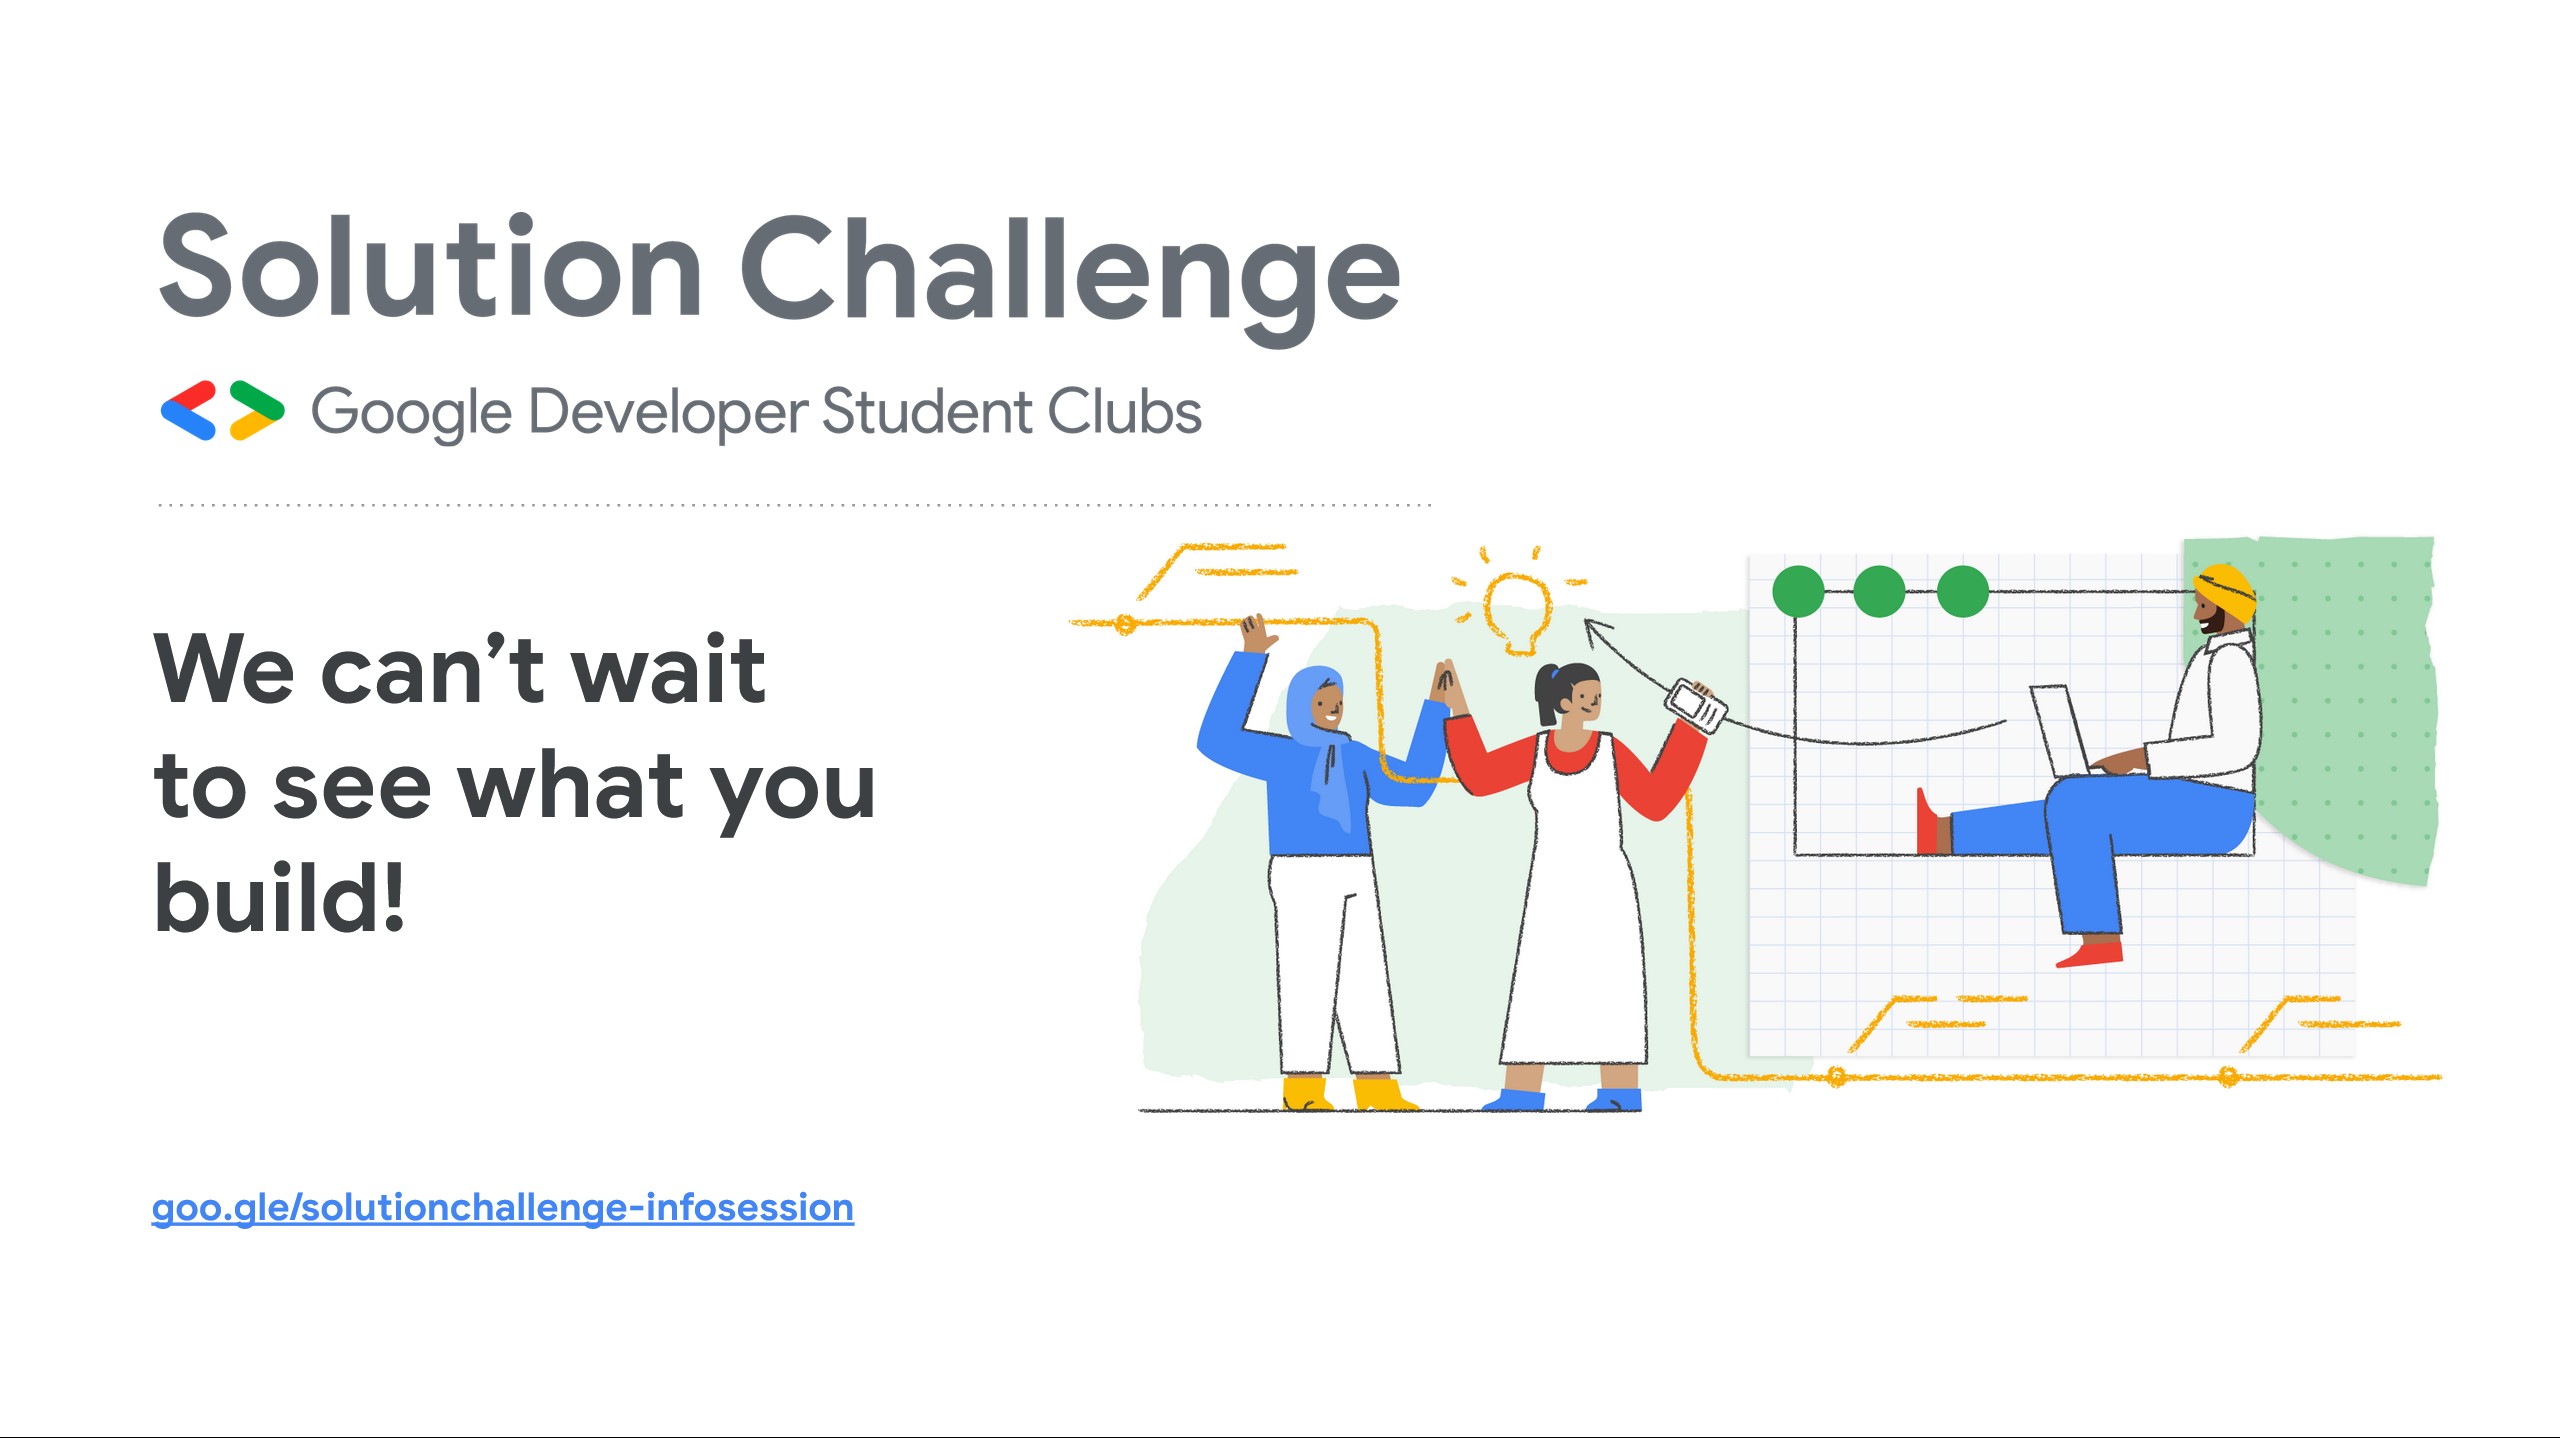 Solution Challenge
Google Developer Student Clubs
We can’t wait
to see what you
build!
goo.gle/solutionchallenge-infosession